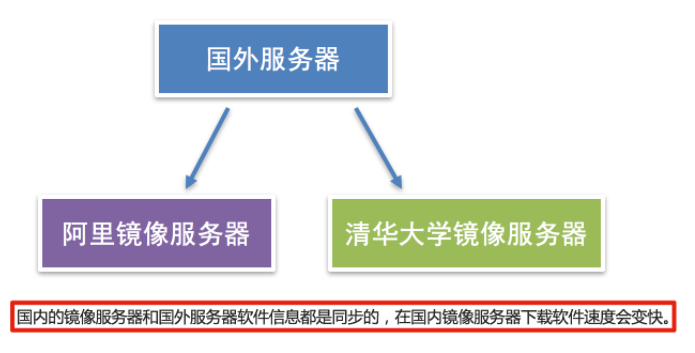 国外服务器
阿里镜像服务器
清华大学镜像服务器
国内的镜像服务器和国外服务器软件信息都是同步的，在国内镜像服务器下载软件速度会变快。